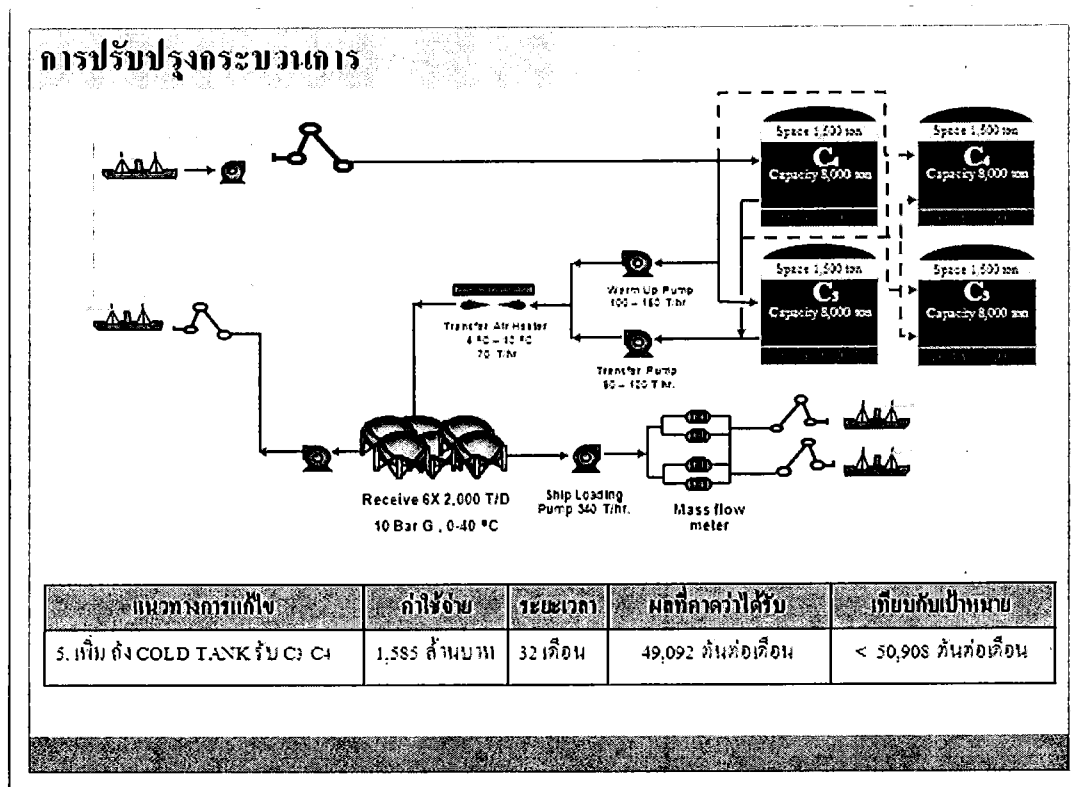 การปรับปรุงกระบวนการ
Space 1,500 ton
C4
Capacity 8,000 ton
Space 1,500 ton
C4
Capacity 8,000 ton
Space 1,500 ton
C3
Capacity 8,000 ton
Space 1,500 ton
C3
Capacity 8,000 ton
Warm Up Pump
100 – 150 T/hr
Transfer Air Heater
70 T/hr
Transfer Pump
Receive 6X 2,000 T/D
10 Bar G , 0-40 °C
Ship Loading
Pump 340 T/hr.
Mass flow
meter
แนวทางการแก้ไข ค่าใช้จ่าย ระยะเวลา ผลที่คาดว่าได้รับ เทียบกับเป้าหมาย
5. เพิ่ม ถัง COLD TANK รับ C3 C4 1,585 ล้านบาท 32 เดือน 49,092 ตันต่อเดือน < 50,908 ตันต่อเดือน